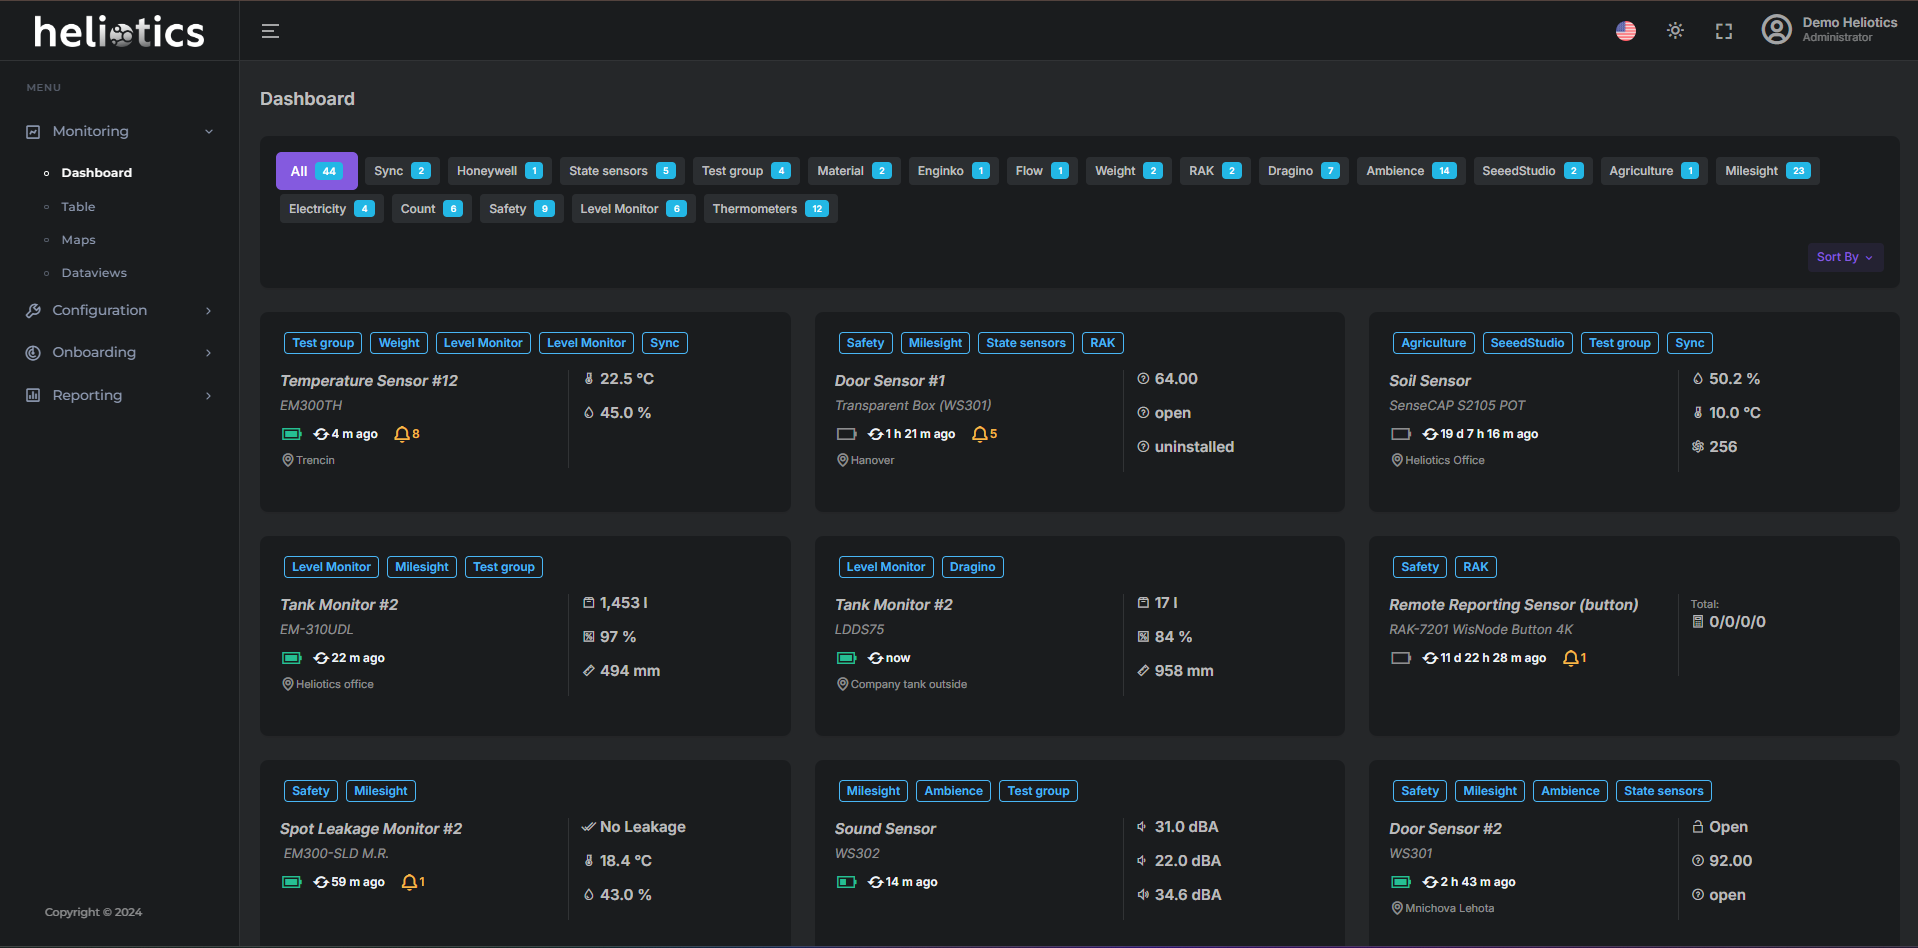 heliotics
Demo Heliotics
Administrator
MENU
Monitoring
Dashboard
Table
Maps
Dataviews
Configuration
Onboarding
Reporting
Copyright © 2024
Dashboard
All 44 Sync 2 Honeywell 1 State sensors 5 Test group 4 Material 2 Enginko 1 Flow 1 Weight 2 RAK 2 Dragino 7 Ambience 14 SeeedStudio 2 Agriculture 1 Milesight 23
Electricity 4 Count 6 Safety 9 Level Monitor 6 Thermometers 12
Sort By
Test group Weight Level Monitor Level Monitor Sync
Temperature Sensor #12
EM300TH
4 m ago 8
Trencin
22.5 °C
45.0 %
Safety Milesight State sensors RAK
Door Sensor #1
Transparent Box (WS301)
1 h 21 m ago 5
Hanover
64.00
open
uninstalled
Agriculture SeeedStudio Test group Sync
Soil Sensor
SenseCAP S2105 POT
19 d 7 h 16 m ago
Heliotics Office
50.2 %
10.0 °C
256
Level Monitor Milesight Test group
Tank Monitor #2
EM-310UDL
22 m ago
Heliotics office
1,453 l
97 %
494 mm
Level Monitor Dragino
Tank Monitor #2
LDDS75
now
Company tank outside
17 l
84 %
958 mm
Safety RAK
Remote Reporting Sensor (button)
RAK-7201 WisNode Button 4K
11 d 22 h 28 m ago 1
Total:
0/0/0/0
Safety Milesight
Spot Leakage Monitor #2
EM300-SLD M.R.
59 m ago 1
No Leakage
18.4 °C
43.0 %
Milesight Ambience Test group
Sound Sensor
WS302
14 m ago
31.0 dBA
22.0 dBA
34.6 dBA
Safety Milesight Ambience State sensors
Door Sensor #2
WS301
2 h 43 m ago
Mnichova Lehota
Open
92.00
open